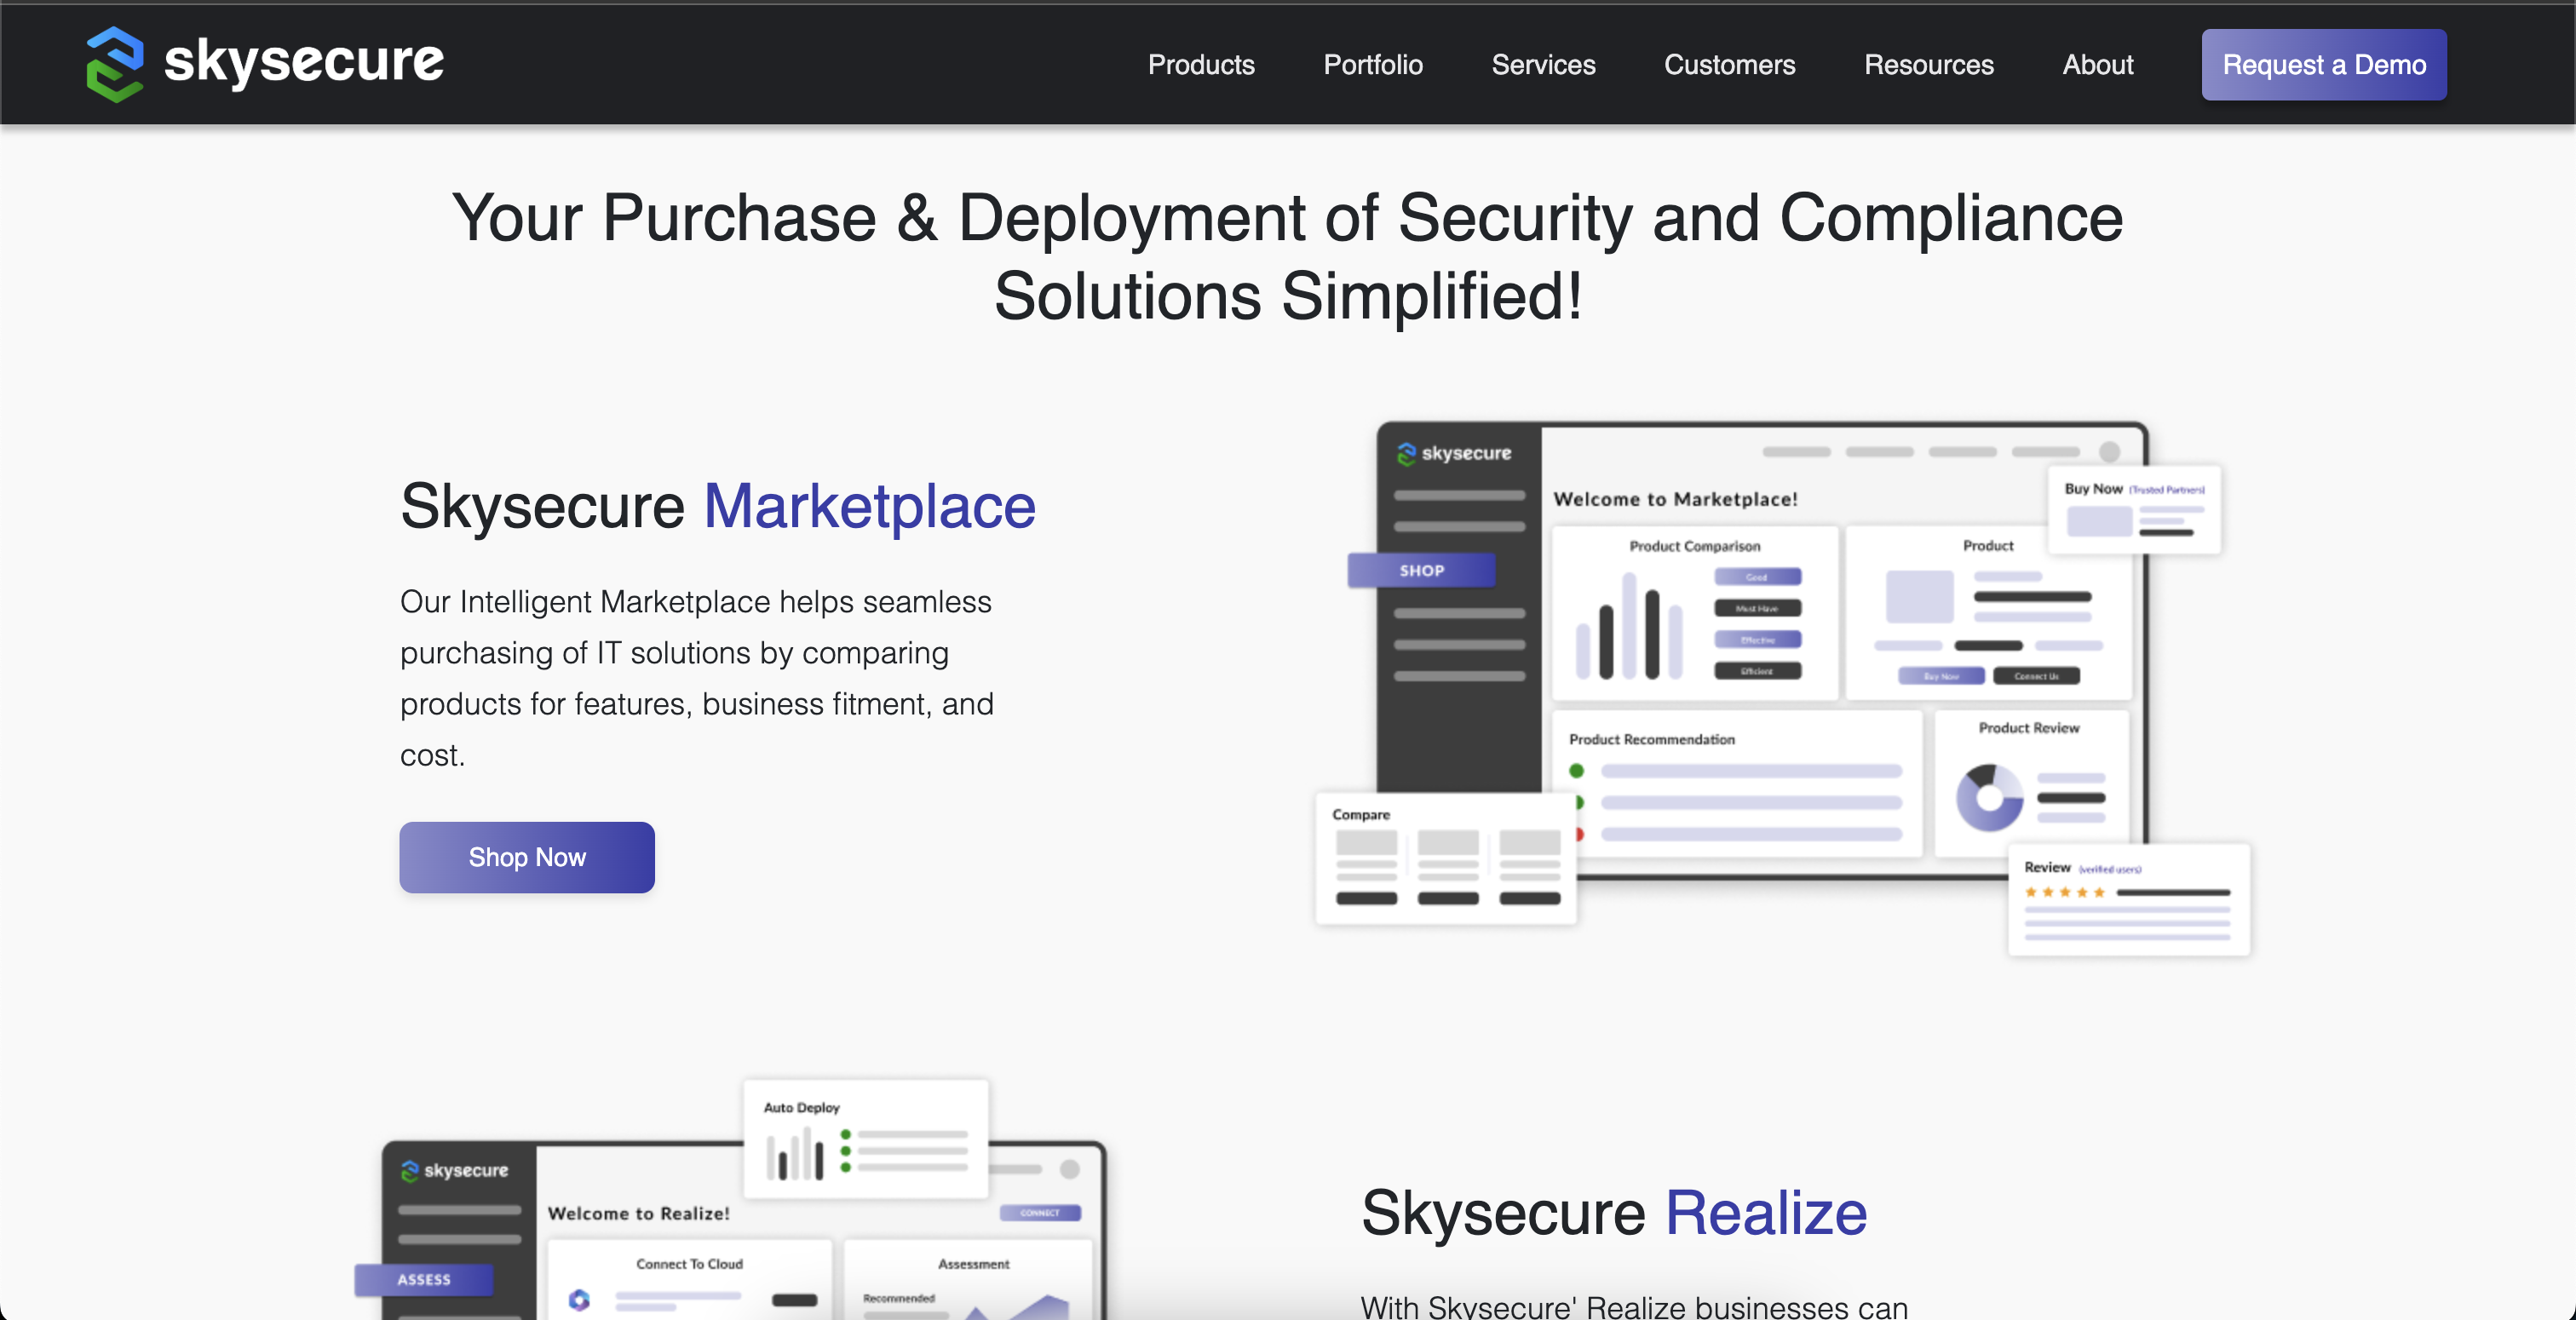 skysecure
Products
Portfolio
Services
Customers
Resources
About
Request a Demo
Your Purchase & Deployment of Security and Compliance
Solutions Simplified!
Skysecure Marketplace
Our Intelligent Marketplace helps seamless
purchasing of IT solutions by comparing
products for features, business fitment, and
cost.
Shop Now
skysecure
SHOP
Welcome to Marketplace!
Buy Now (Trusted Partners)
Product Comparison
Good
Must Have
Effective
Efficient
Product
Buy Now
Connect Us
Product Recommendation
Product Review
Compare
Review (verified users)
Auto Deploy
skysecure
Welcome to Realize!
CONNECT
ASSESS
Connect To Cloud
Assessment
Recommended
Skysecure Realize
With Skysecure' Realize businesses can